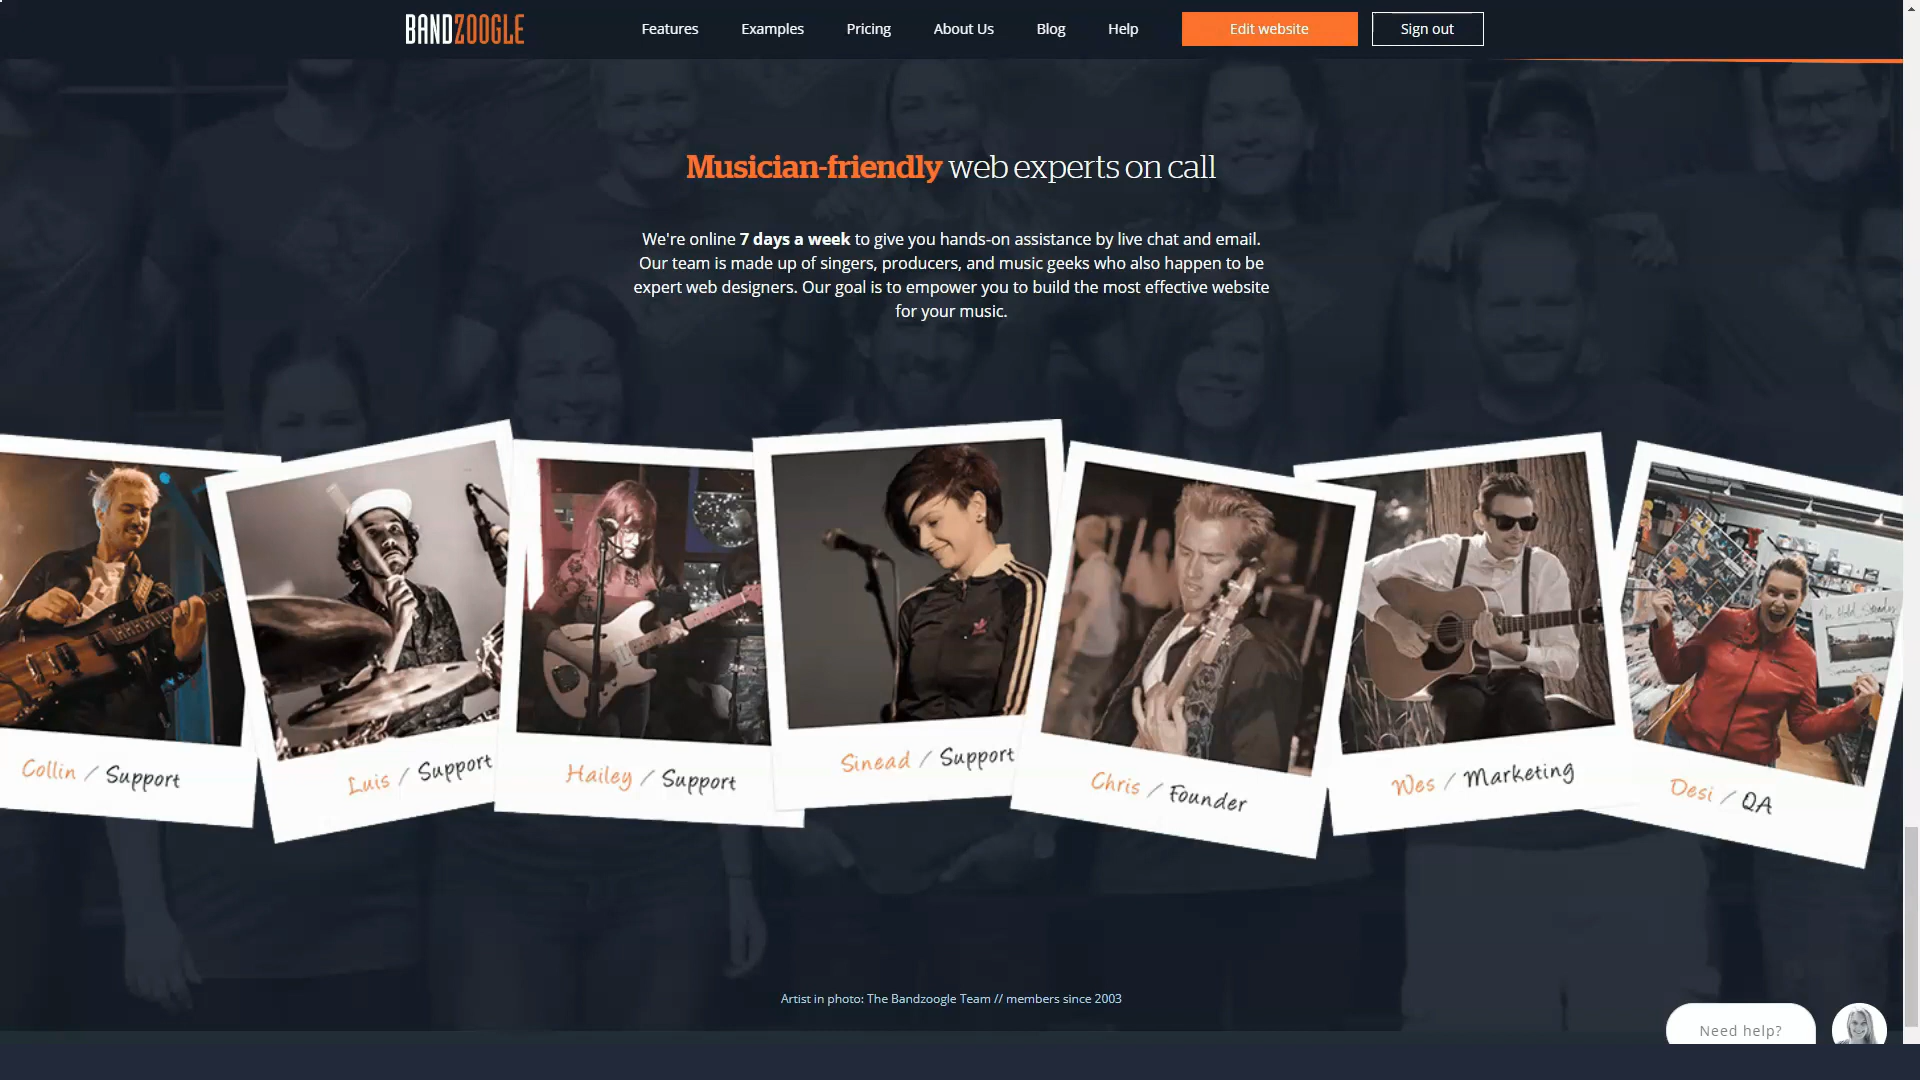 BANDZOOGLE
Features
Examples
Pricing
About Us
Blog
Help
Edit website
Sign out
Musician-friendly web experts on call
We're online 7 days a week to give you hands-on assistance by live chat and email.
Our team is made up of singers, producers, and music geeks who also happen to be
expert web designers. Our goal is to empower you to build the most effective website
for your music.
Collin / Support
Luis / Support
Hailey / Support
Sinead / Support
Chris / Founder
Wes / Marketing
Desi / QA
Artist in photo: The Bandzoogle Team // members since 2003
Need help?